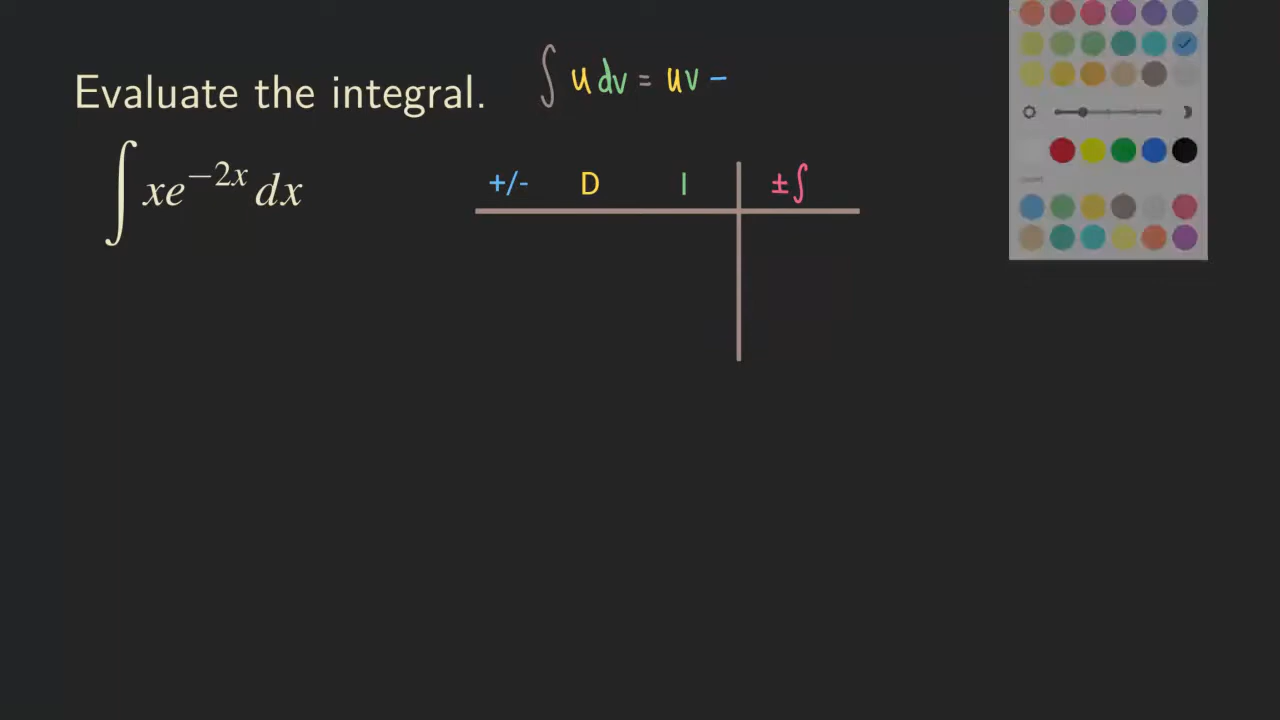 Evaluate the integral. ∫ u dv = uv −
∫ xe^{−2x} dx
+/- D I ±∫